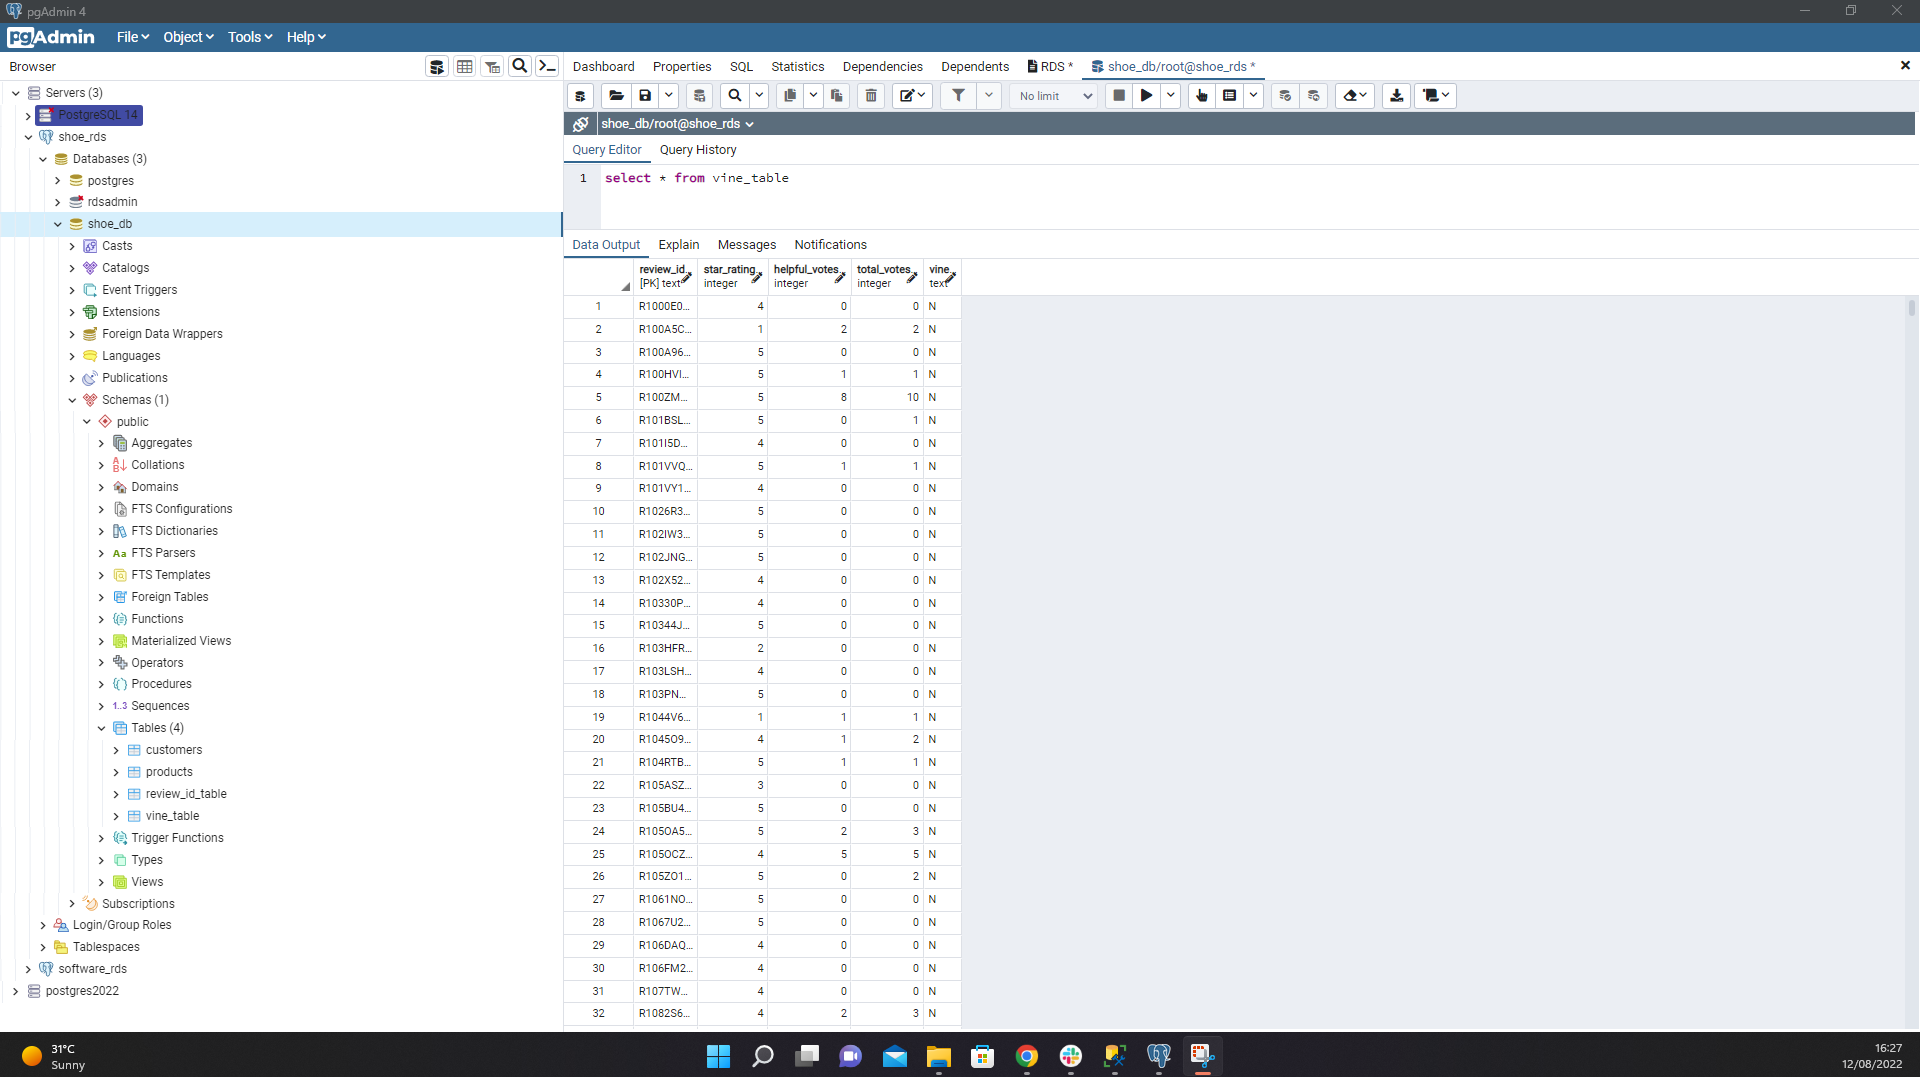 pgAdmin 4
pgAdmin File Object Tools Help
Browser
Dashboard Properties SQL Statistics Dependencies Dependents RDS * shoe_db/root@shoe_rds *
No limit
shoe_db/root@shoe_rds
Query Editor Query History
1 select * from vine_table
Data Output Explain Messages Notifications
Servers (3)
PostgreSQL 14
shoe_rds
Databases (3)
postgres
rdsadmin
shoe_db
Casts
Catalogs
Event Triggers
Extensions
Foreign Data Wrappers
Languages
Publications
Schemas (1)
public
Aggregates
Collations
Domains
FTS Configurations
FTS Dictionaries
Aa FTS Parsers
FTS Templates
Foreign Tables
Functions
Materialized Views
Operators
Procedures
1..3 Sequences
Tables (4)
customers
products
review_id_table
vine_table
Trigger Functions
Types
Views
Subscriptions
Login/Group Roles
Tablespaces
software_rds
postgres2022
review_id star_rating helpful_votes total_votes vine
[PK] text integer integer integer text
1 R1000E0... 4 0 0 N
2 R100A5C... 1 2 2 N
3 R100A96... 5 0 0 N
4 R100HVI... 5 1 1 N
5 R100ZM... 5 8 10 N
6 R101BSL... 5 0 1 N
7 R101I5D... 4 0 0 N
8 R101VVQ... 5 1 1 N
9 R101VY1... 4 0 0 N
10 R1026R3... 5 0 0 N
11 R102IW3... 5 0 0 N
12 R102JNG... 5 0 0 N
13 R102X52... 4 0 0 N
14 R10330P... 4 0 0 N
15 R10344J... 5 0 0 N
16 R103HFR... 2 0 0 N
17 R103LSH... 4 0 0 N
18 R103PN... 5 0 0 N
19 R1044V6... 1 1 1 N
20 R1045O9... 4 1 2 N
21 R104RTB... 5 1 1 N
22 R105ASZ... 3 0 0 N
23 R105BU4... 5 0 0 N
24 R105OA5... 5 2 3 N
25 R105OCZ... 4 5 5 N
26 R105ZO1... 5 0 2 N
27 R1061NO... 5 0 0 N
28 R1067U2... 5 0 0 N
29 R106DAQ... 4 0 0 N
30 R106FM2... 4 0 0 N
31 R107TW... 4 0 0 N
32 R1082S6... 4 2 3 N
31°C
Sunny
16:27
12/08/2022